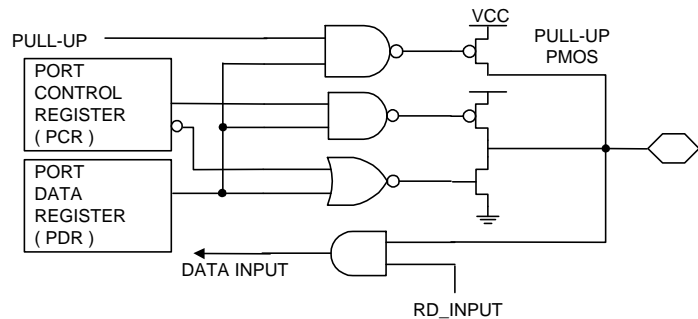 VCC
PULL-UP
PULL-UP
PMOS
PORT
CONTROL
REGISTER
( PCR )
PORT
DATA
REGISTER
( PDR )
DATA INPUT
RD_INPUT